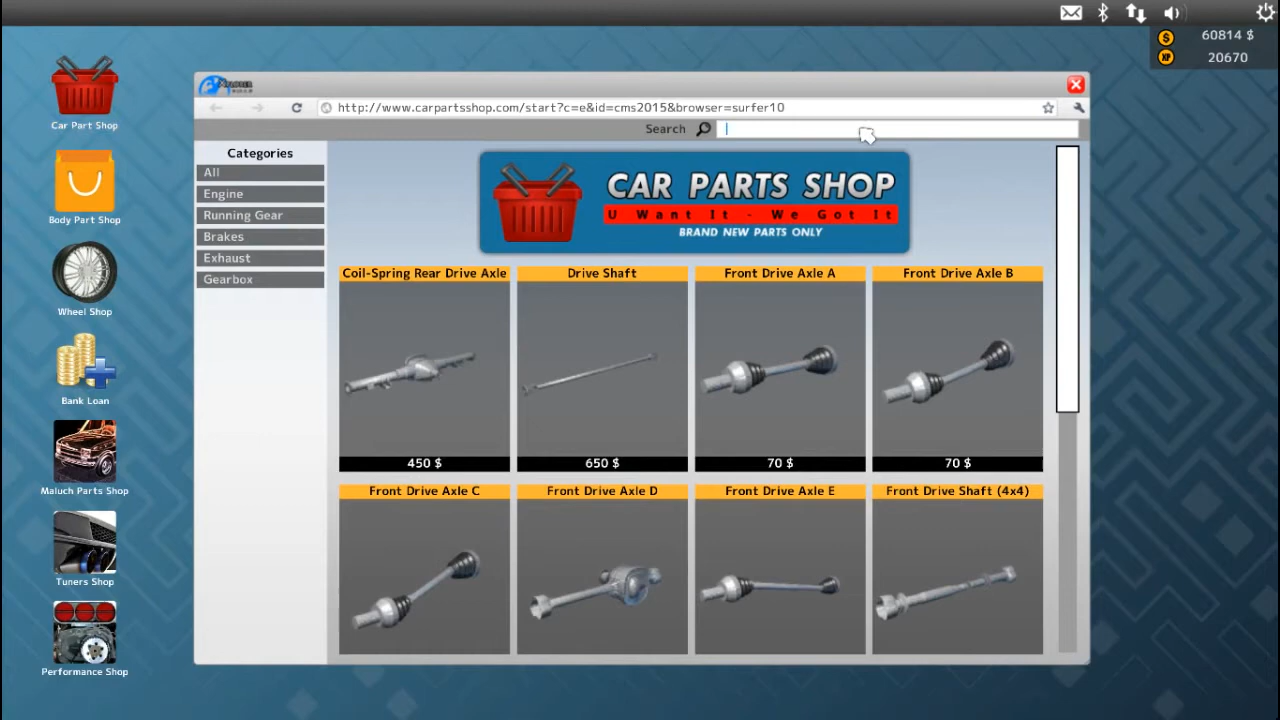 60814 $
20670
Car Part Shop
Body Part Shop
Wheel Shop
Bank Loan
Maluch Parts Shop
Tuners Shop
Performance Shop
http://www.carpartsshop.com/start?c=e&id=cms2015&browser=surfer10
Search
Categories
All
Engine
Running Gear
Brakes
Exhaust
Gearbox
CAR PARTS SHOP
U Want It - We Got It
BRAND NEW PARTS ONLY
Coil-Spring Rear Drive Axle
Drive Shaft
Front Drive Axle A
Front Drive Axle B
450 $
650 $
70 $
70 $
Front Drive Axle C
Front Drive Axle D
Front Drive Axle E
Front Drive Shaft (4x4)